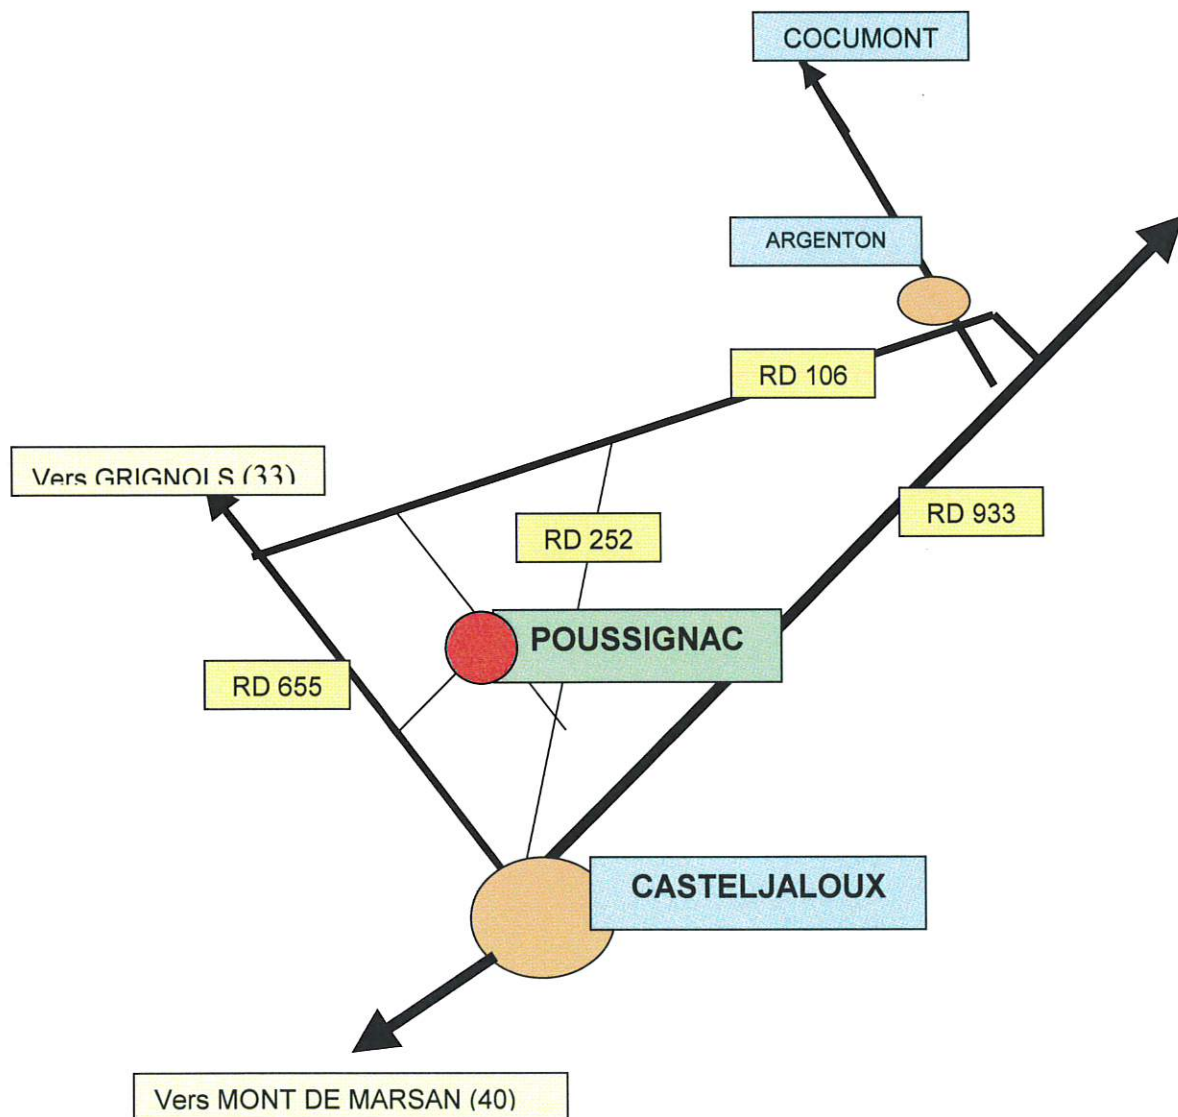 COCUMONT
ARGENTON
RD 106
Vers GRIGNOLS (33)
RD 933
RD 252
POUSSIGNAC
RD 655
CASTELJALOUX
Vers MONT DE MARSAN (40)